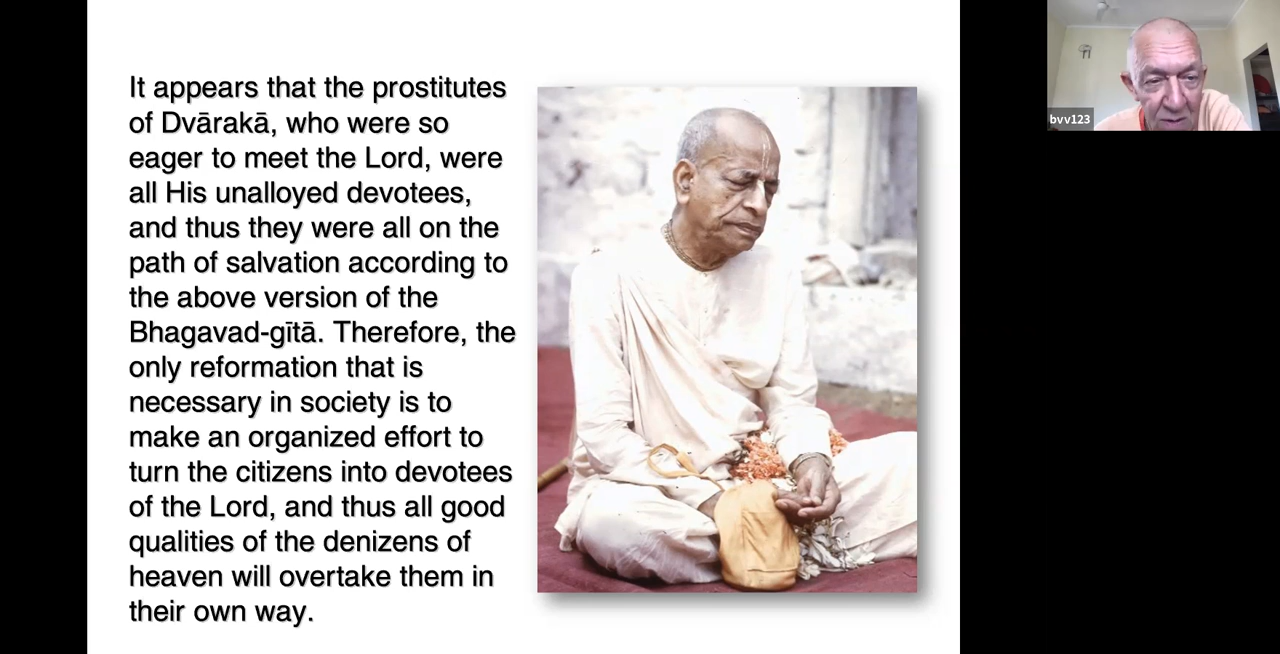 It appears that the prostitutes
of Dvārakā, who were so
eager to meet the Lord, were
all His unalloyed devotees,
and thus they were all on the
path of salvation according to
the above version of the
Bhagavad-gītā. Therefore, the
only reformation that is
necessary in society is to
make an organized effort to
turn the citizens into devotees
of the Lord, and thus all good
qualities of the denizens of
heaven will overtake them in
their own way.
bvv123